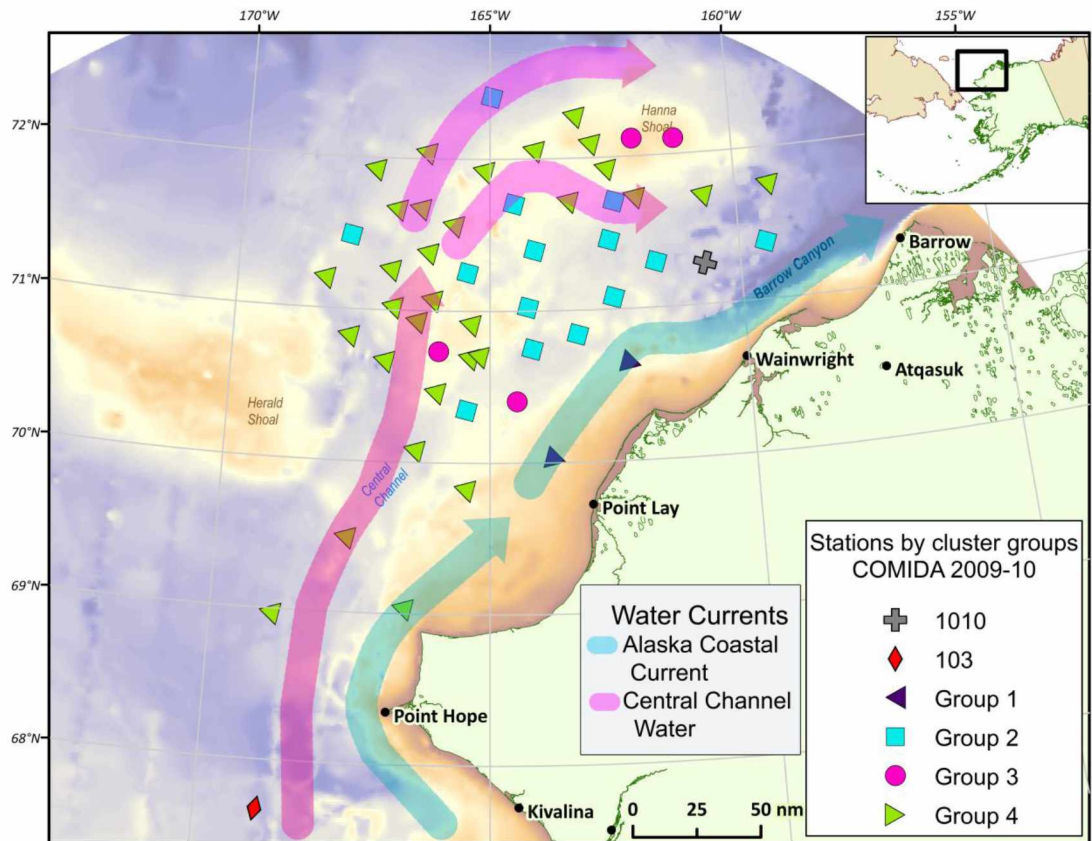 170°W
165°W
160°W
155°W
72°N
71°N
70°N
69°N
68°N
Hanna
Shoal
Herald
Shoal
Central
Channel
Barrow Canyon
Barrow
Wainwright
Atqasuk
Point Lay
Point Hope
Kivalina
Water Currents
Alaska Coastal
Current
Central Channel
Water
0 25 50 nm
Stations by cluster groups
COMIDA 2009-10
1010
103
Group 1
Group 2
Group 3
Group 4